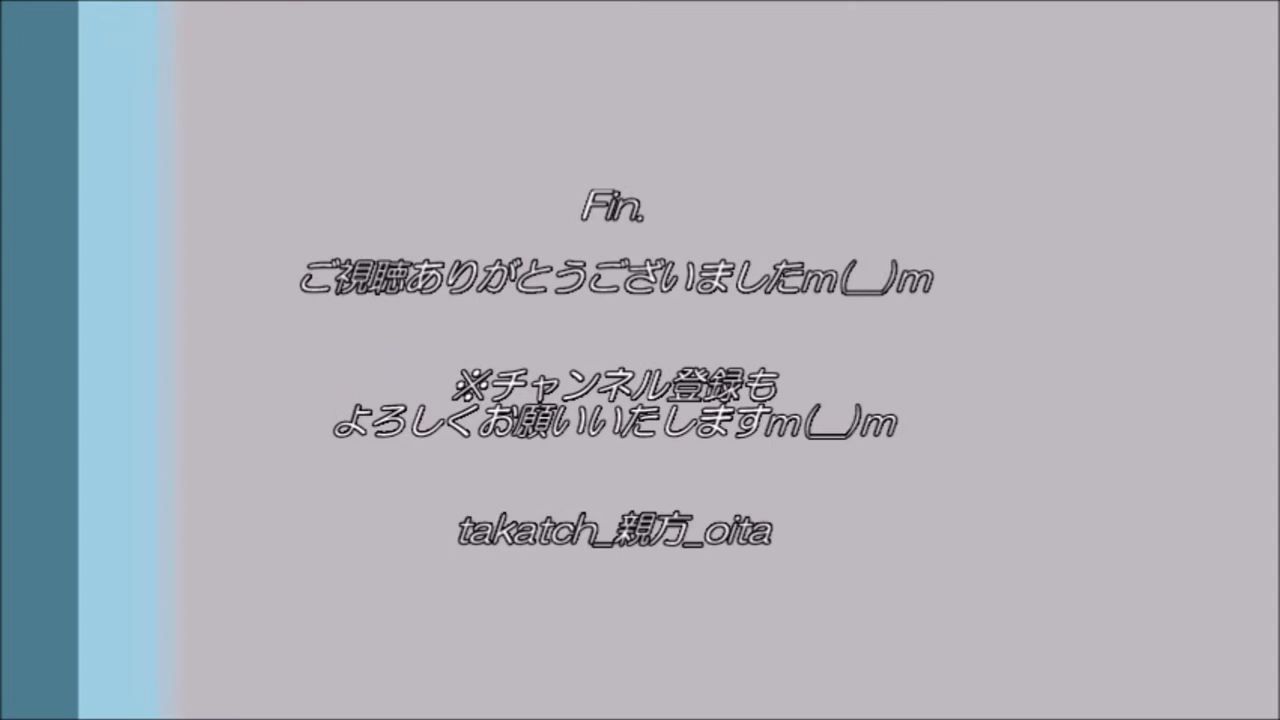 Fin.
ご視聴ありがとうございましたm(__)m
※チャンネル登録も
よろしくお願いいたしますm(__)m
takatch_親方_oita